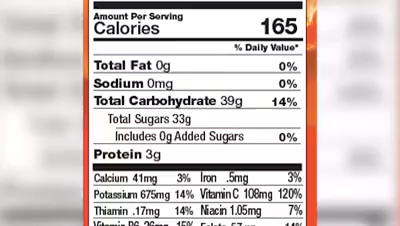 Amount Per Serving
Calories 165
% Daily Value*
Total Fat 0g 0%
Sodium 0mg 0%
Total Carbohydrate 39g 14%
Total Sugars 33g
Includes 0g Added Sugars 0%
Protein 3g
Calcium 41mg 3% Iron .5mg 3%
Potassium 675mg 14% Vitamin C 108mg 120%
Thiamin .17mg 14% Niacin 1.05mg 7%